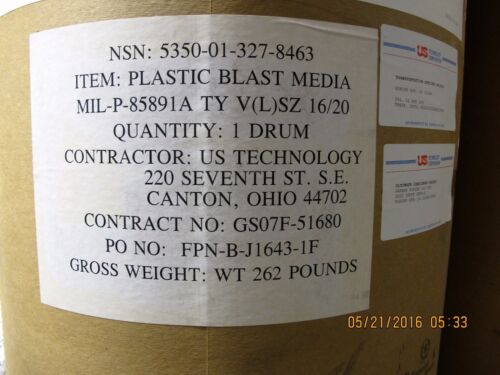 NSN: 5350-01-327-8463
ITEM: PLASTIC BLAST MEDIA
MIL-P-85891A TY V(L)SZ 16/20
QUANTITY: 1 DRUM
CONTRACTOR: US TECHNOLOGY
220 SEVENTH ST. S.E.
CANTON, OHIO 44702
CONTRACT NO: GS07F-51680
PO NO: FPN-B-J1643-1F
GROSS WEIGHT: WT 262 POUNDS
US
US
05/21/2016 05:33